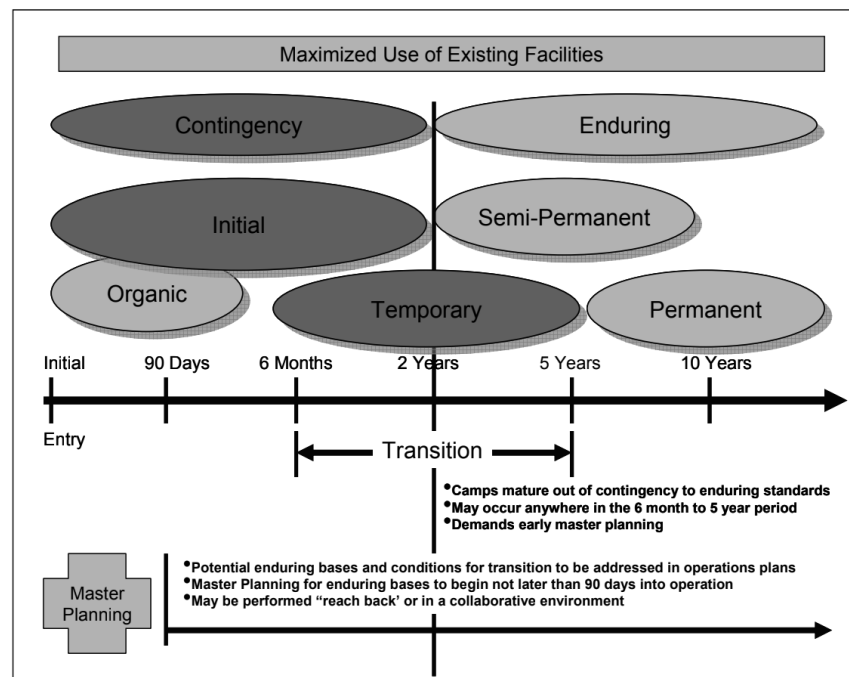 Maximized Use of Existing Facilities
Contingency
Enduring
Initial
Semi-Permanent
Organic
Temporary
Permanent
Initial
90 Days
6 Months
2 Years
5 Years
10 Years
Entry
Transition
•Camps mature out of contingency to enduring standards
•May occur anywhere in the 6 month to 5 year period
•Demands early master planning
Master
Planning
•Potential enduring bases and conditions for transition to be addressed in operations plans
•Master Planning for enduring bases to begin not later than 90 days into operation
•May be performed “reach back’ or in a collaborative environment